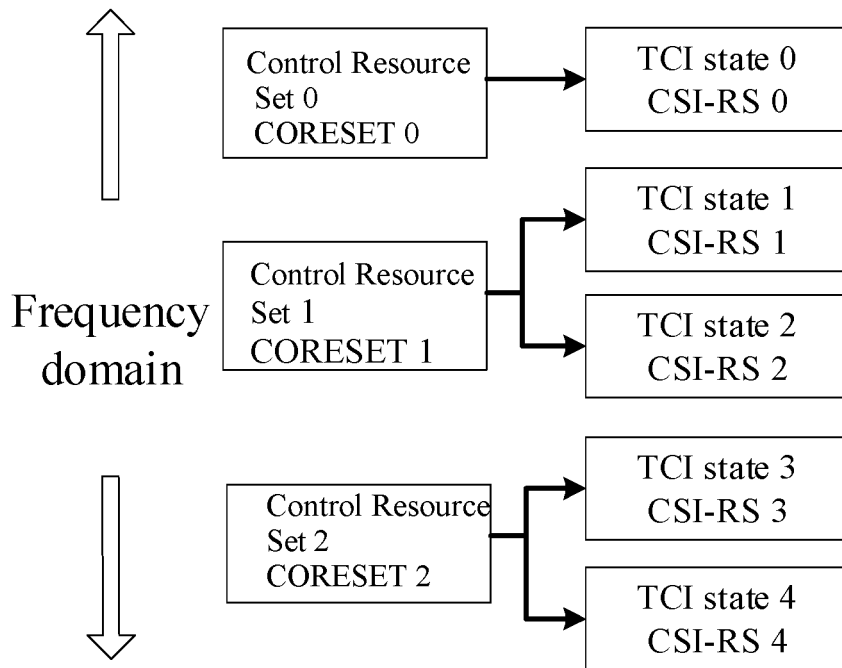 Control Resource
Set 0
CORESET 0
TCI state 0
CSI-RS 0
Control Resource
Set 1
CORESET 1
TCI state 1
CSI-RS 1
TCI state 2
CSI-RS 2
Frequency
domain
Control Resource
Set 2
CORESET 2
TCI state 3
CSI-RS 3
TCI state 4
CSI-RS 4